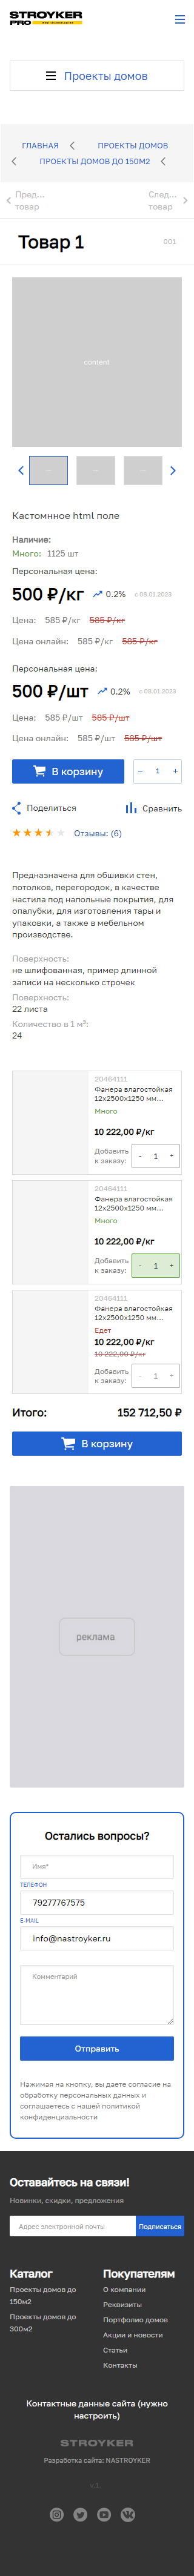 STROYKER
PRO
Проекты домов
ГЛАВНАЯ
ПРОЕКТЫ ДОМОВ
ПРОЕКТЫ ДОМОВ ДО 150М2
Пред...
товар
След...
товар
Товар 1
001
content
Кастомнное html поле
Наличие:
Много: 1125 шт
Персональная цена:
500 ₽/кг 0.2% с 08.01.2023
Цена: 585 ₽/кг 585 ₽/кг
Цена онлайн: 585 ₽/кг 585 ₽/кг
Персональная цена:
500 ₽/шт 0.2% с 08.01.2023
Цена: 585 ₽/шт 585 ₽/шт
Цена онлайн: 585 ₽/шт 585 ₽/шт
В корзину
− 1 +
Поделиться
Сравнить
Отзывы: (6)
Предназначена для обшивки стен,
потолков, перегородок, в качестве
настила под напольные покрытия, для
опалубки, для изготовления тары и
упаковки, а также в мебельном
производстве.
Поверхность:
не шлифованная, пример длинной
записи на несколько строчек
Поверхность:
22 листа
Количество в 1 м³:
24
20464111
Фанера влагостойкая
12х2500х1250 мм...
Много
10 222,00 ₽/кг
Добавить
к заказу:
- 1 +
20464111
Фанера влагостойкая
12х2500х1250 мм...
Много
10 222,00 ₽/кг
Добавить
к заказу:
- 1 +
20464111
Фанера влагостойкая
12х2500х1250 мм...
Едет
10 222,00 ₽/кг
10 222,00 ₽/кг
Добавить
к заказу:
- 1 +
Итого: 152 712,50 ₽
В корзину
реклама
Остались вопросы?
Имя*
ТЕЛЕФОН
79277767575
E-MAIL
info@nastroyker.ru
Комментарий
Отправить
Нажимая на кнопку, вы даете согласие на
обработку персональных данных и
соглашаетесь с нашей политикой
конфиденциальности
Оставайтесь на связи!
Новинки, скидки, предложения
Адрес электронной почты
Подписаться
Каталог
Проекты домов до
150м2
Проекты домов до
300м2
Покупателям
О компании
Реквизиты
Портфолио домов
Акции и новости
Статьи
Контакты
Контактные данные сайта (нужно
настроить)
STROYKER
Разработка сайта: NASTROYKER